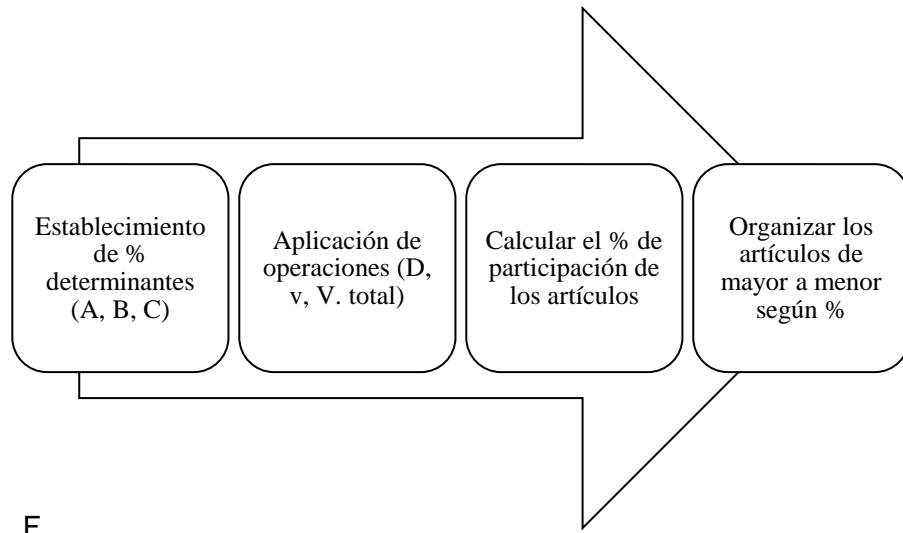 Establecimiento
de %
determinantes
(A, B, C)
Aplicación de
operaciones (D,
v, V. total)
Calcular el % de
participación de
los artículos
Organizar los
artículos de
mayor a menor
según %